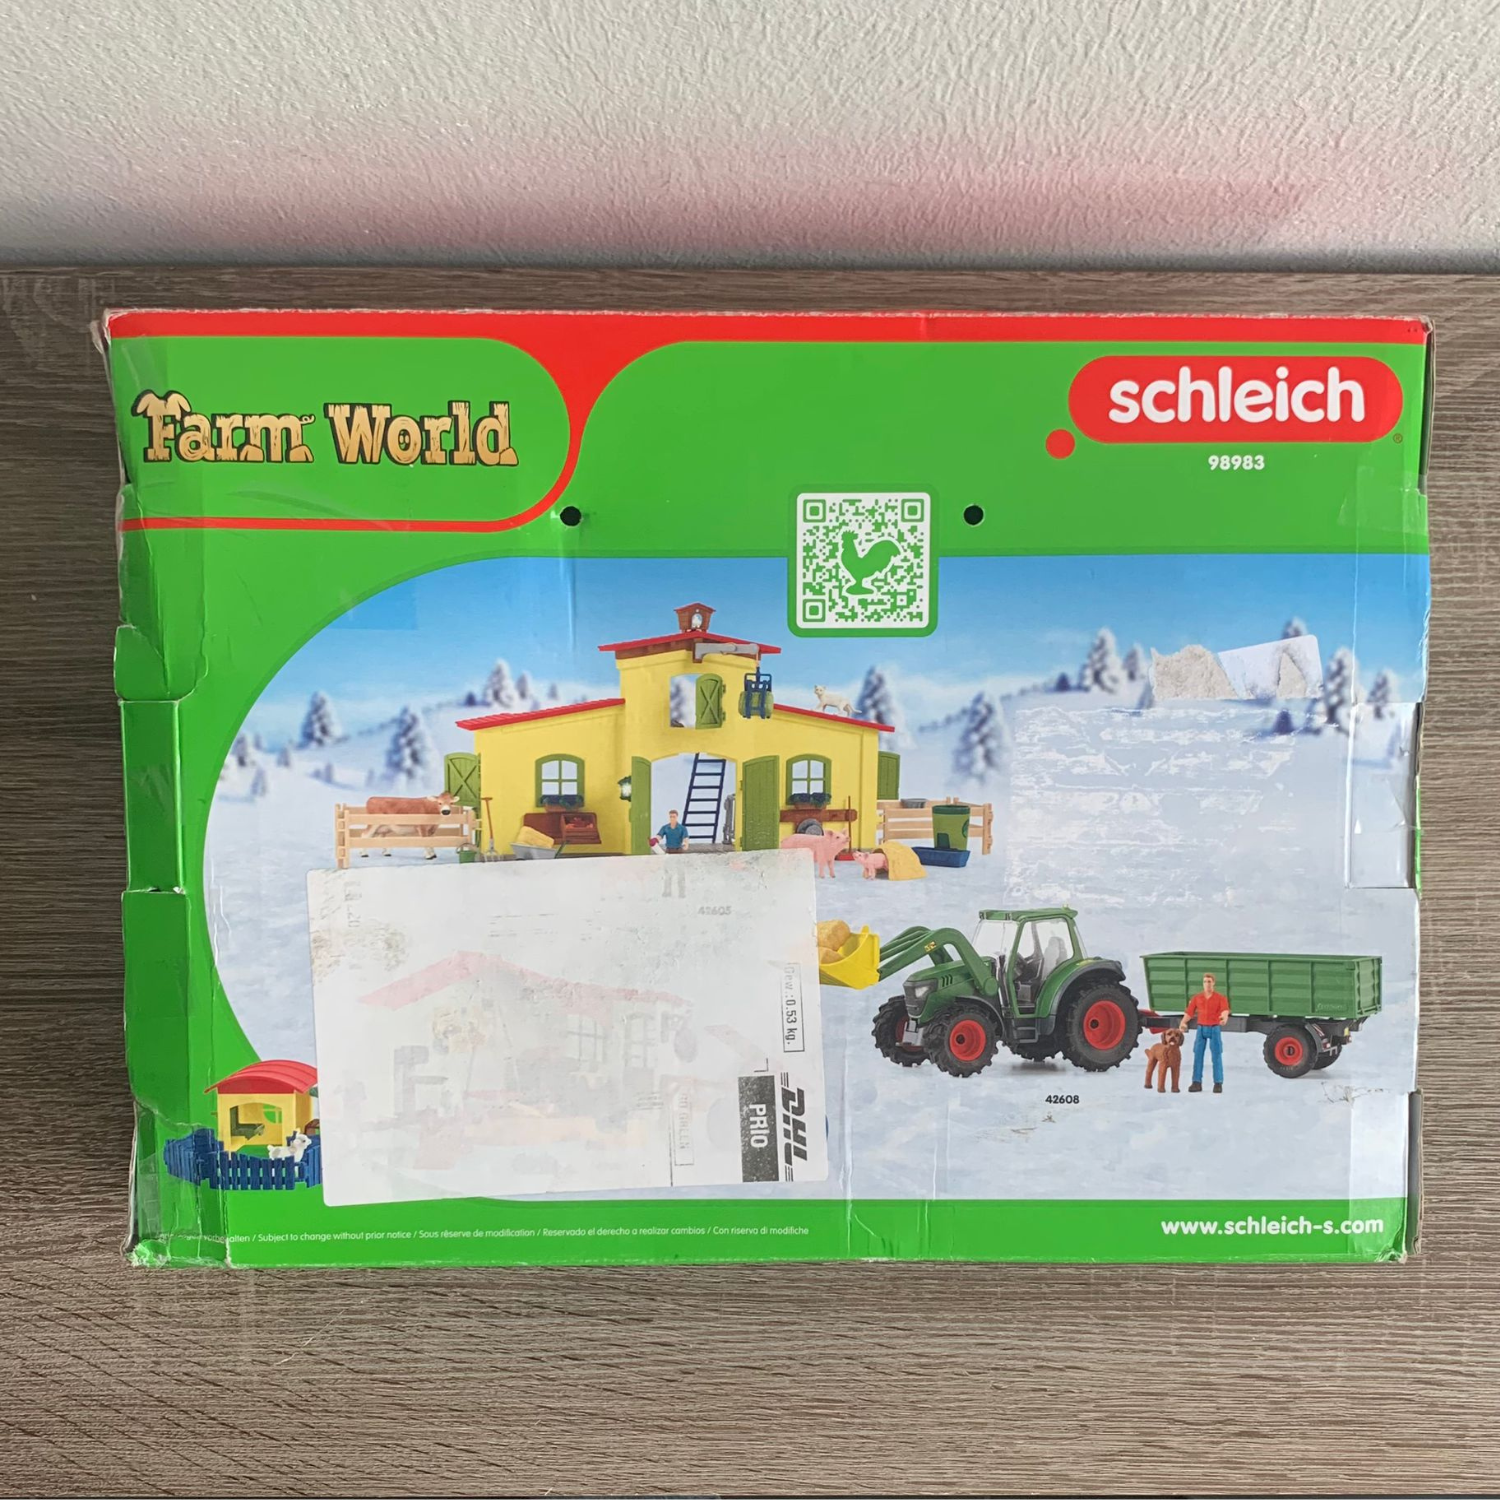 Farm World
schleich
98983
42605
Gew.: 0.53 kg.
DHL
PRIO
42608
www.schleich-s.com
/ Subject to change without prior notice / Sous réserve de modification / Reservado el derecho a realizar cambios / Con riserva di modifiche